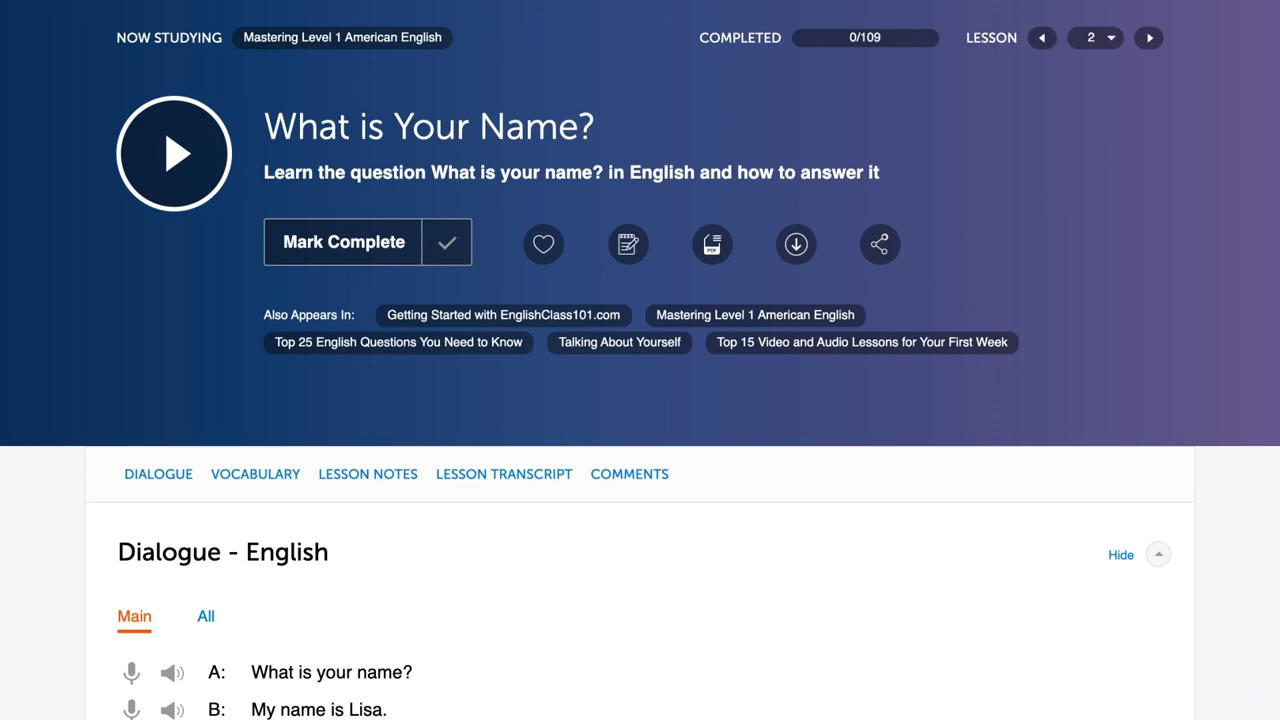 NOW STUDYING Mastering Level 1 American English COMPLETED 0/109 LESSON 2
What is Your Name?
Learn the question What is your name? in English and how to answer it
Mark Complete
PDF
Also Appears In: Getting Started with EnglishClass101.com Mastering Level 1 American English
Top 25 English Questions You Need to Know Talking About Yourself Top 15 Video and Audio Lessons for Your First Week
DIALOGUE VOCABULARY LESSON NOTES LESSON TRANSCRIPT COMMENTS
Dialogue - English Hide
Main All
A: What is your name?
B: My name is Lisa.